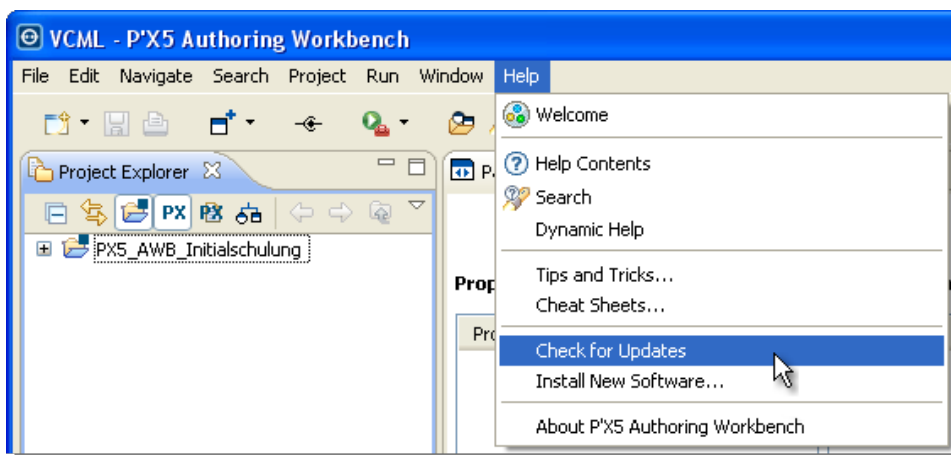 VCML - P'X5 Authoring Workbench
File Edit Navigate Search Project Run Window Help
Welcome
Project Explorer
P.
Help Contents
PX
PX
Search
Dynamic Help
PX5_AWB_Initialschulung
Tips and Tricks...
Prop
Cheat Sheets...
Pro
Check for Updates
Install New Software...
About P'X5 Authoring Workbench